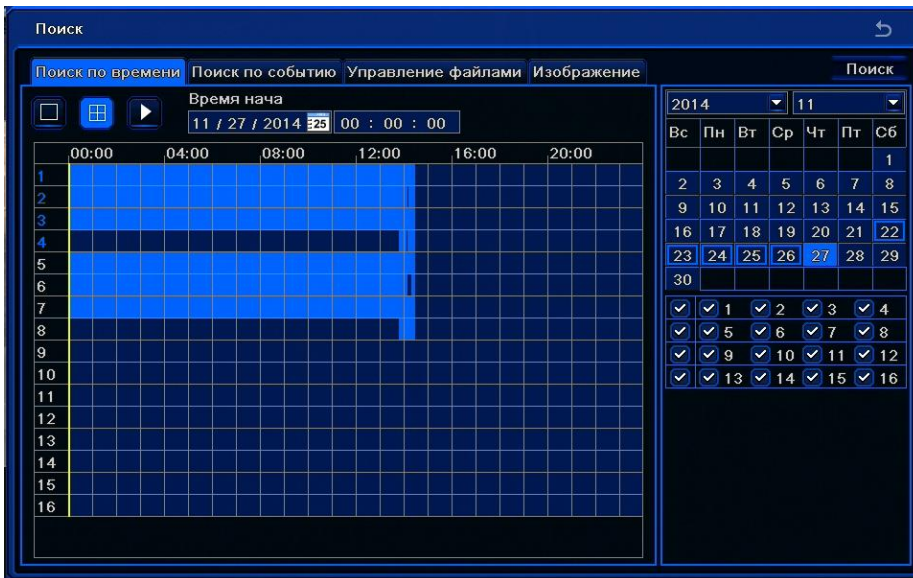 Поиск
Поиск по времени Поиск по событию Управление файлами Изображение
Поиск
Время нача
11 / 27 / 2014 25 00 : 00 : 00
00:00 04:00 08:00 12:00 16:00 20:00
1
2
3
4
5
6
7
8
9
10
11
12
13
14
15
16
2014 11
Вс Пн Вт Ср Чт Пт Сб
1
2 3 4 5 6 7 8
9 10 11 12 13 14 15
16 17 18 19 20 21 22
23 24 25 26 27 28 29
30
1 2 3 4
5 6 7 8
9 10 11 12
13 14 15 16